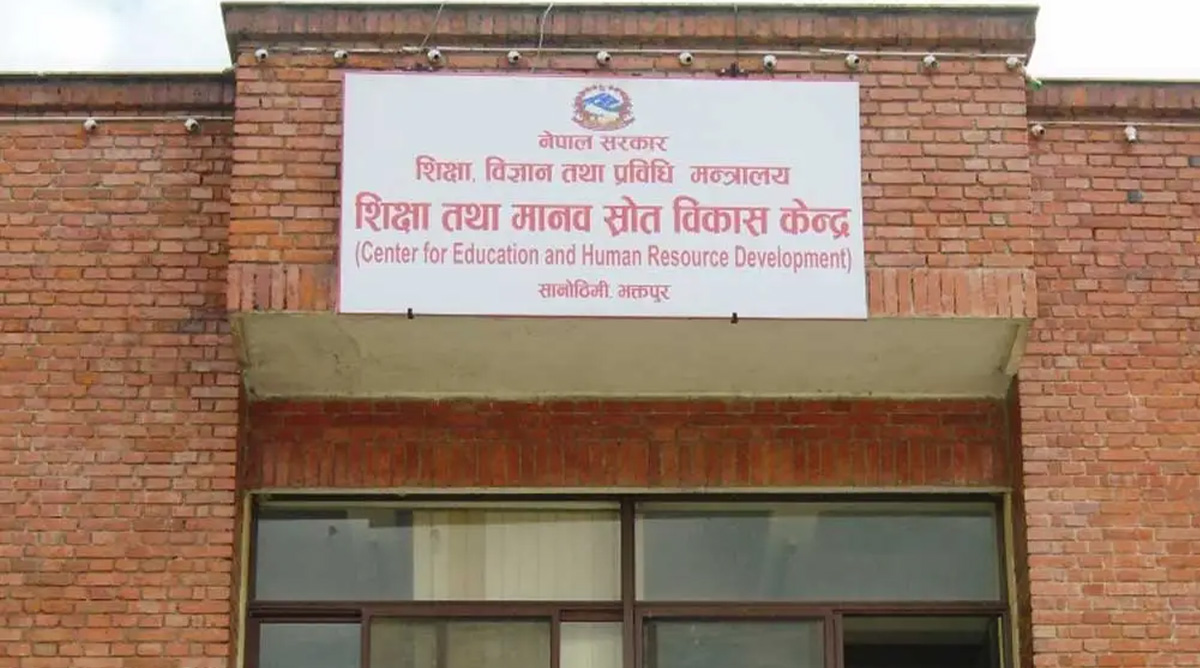 नेपाल सरकार
शिक्षा, विज्ञान तथा प्रविधि मन्त्रालय
शिक्षा तथा मानव स्रोत विकास केन्द्र
(Center for Education and Human Resource Development)
सानोठिमी, भक्तपुर